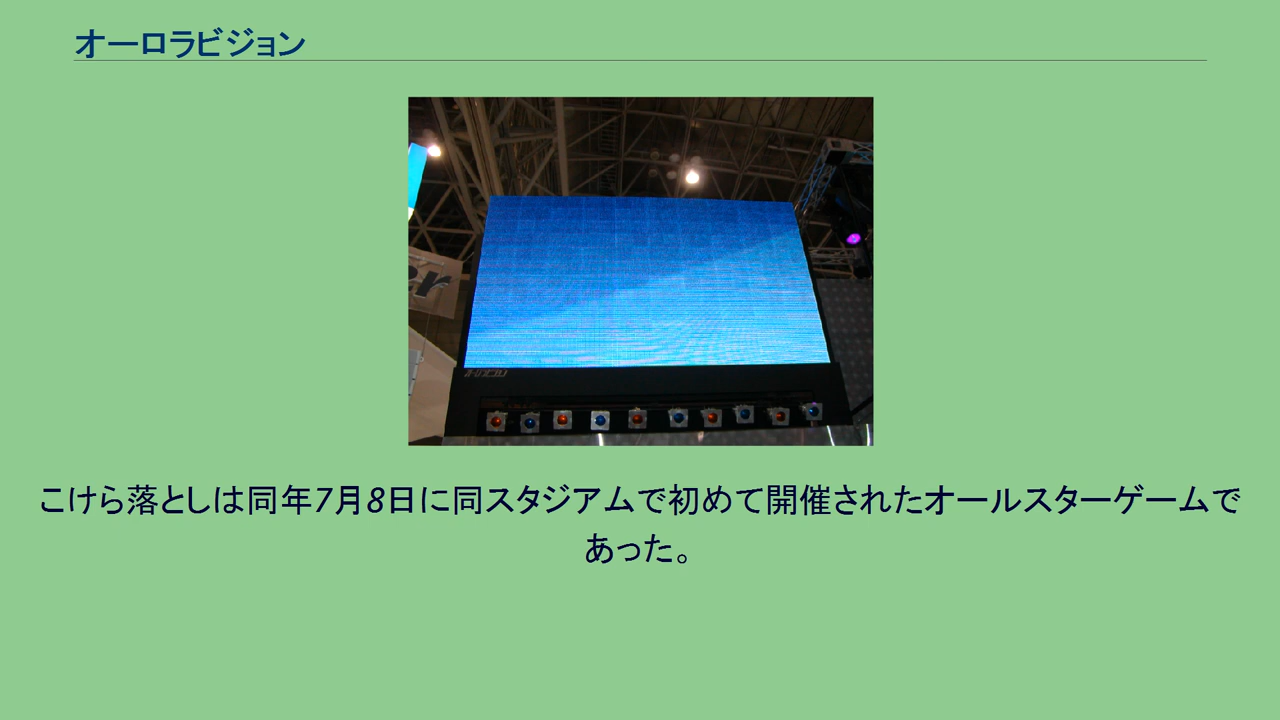 オーロラビジョン
こけら落としは同年7月8日に同スタジアムで初めて開催されたオールスターゲームで
あった。